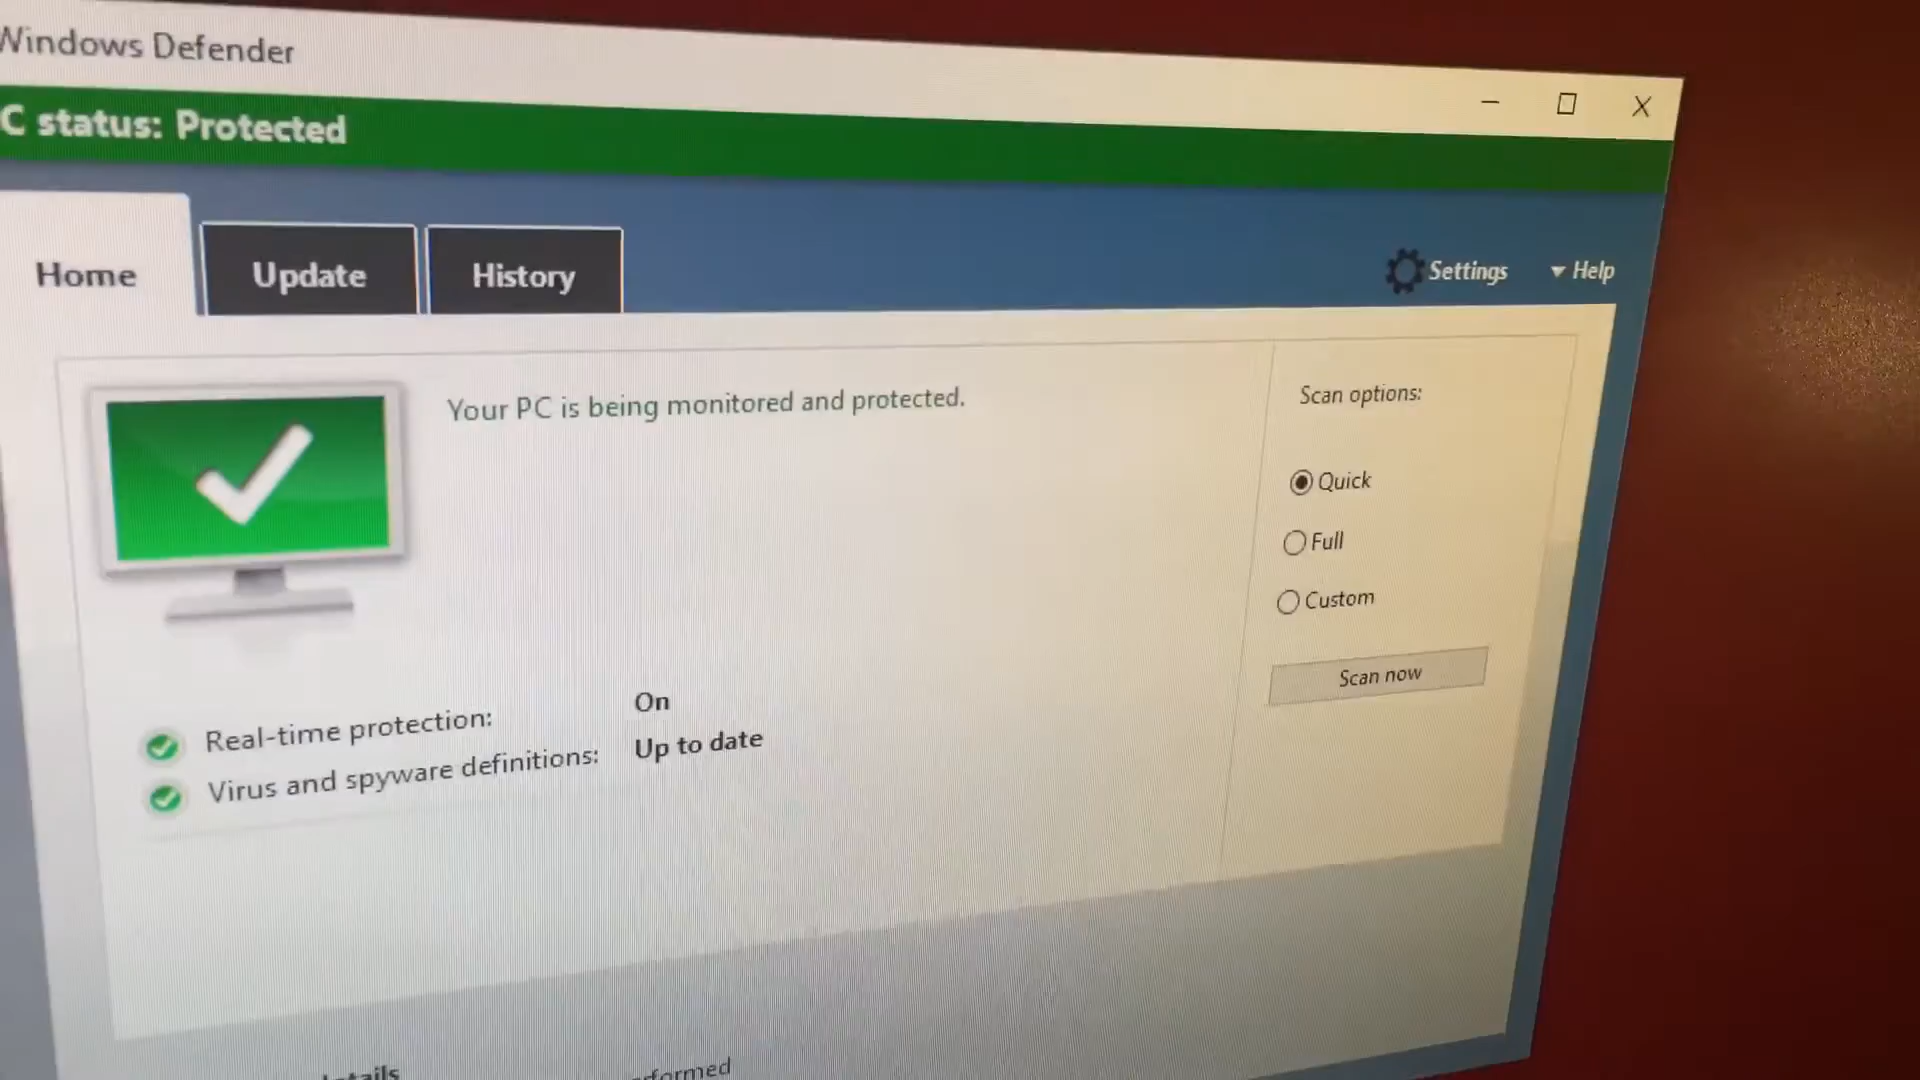 Windows Defender
C status: Protected
Home
Update
History
Settings
Help
Your PC is being monitored and protected.
Scan options:
Quick
Full
Custom
Scan now
Real-time protection: On
Virus and spyware definitions: Up to date